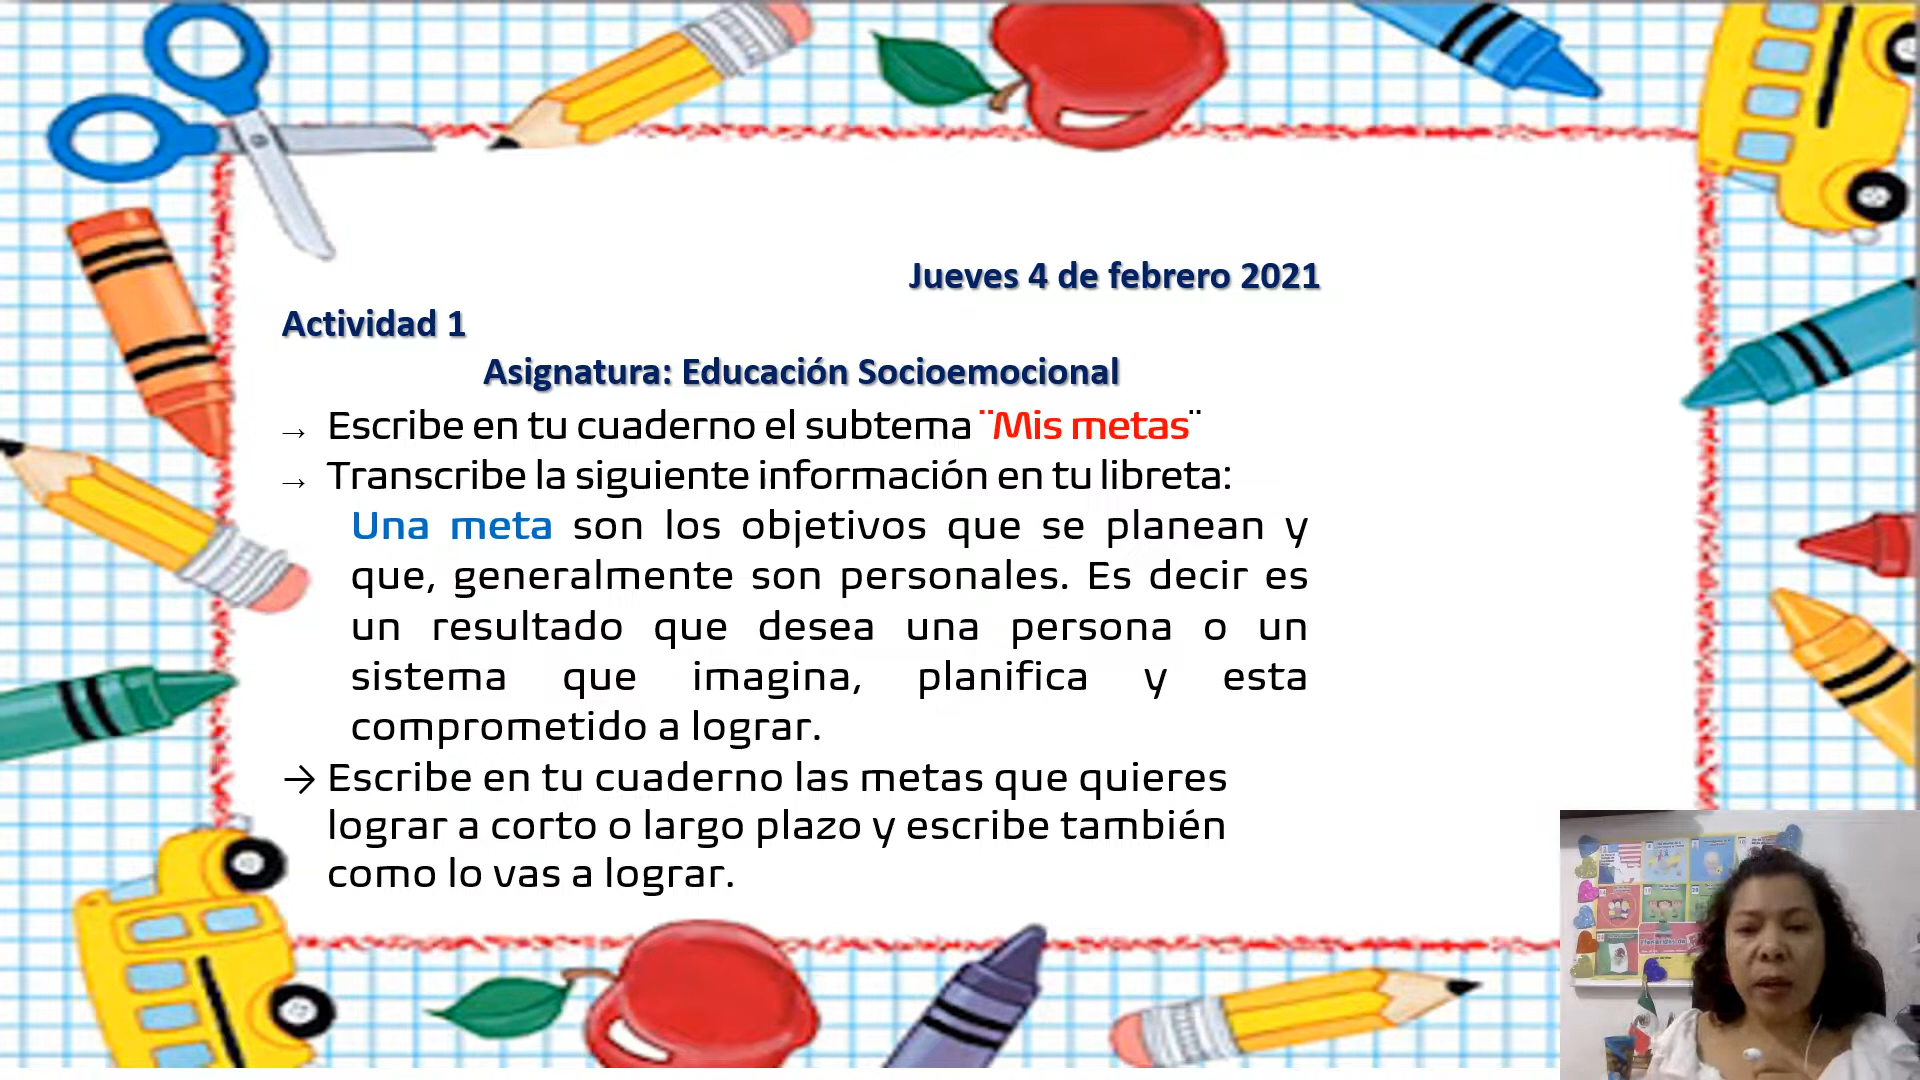 Jueves 4 de febrero 2021
Actividad 1
Asignatura: Educación Socioemocional
→ Escribe en tu cuaderno el subtema ¨Mis metas¨
→ Transcribe la siguiente información en tu libreta:
Una meta son los objetivos que se planean y
que, generalmente son personales. Es decir es
un resultado que desea una persona o un
sistema que imagina, planifica y esta
comprometido a lograr.
→ Escribe en tu cuaderno las metas que quieres
lograr a corto o largo plazo y escribe también
como lo vas a lograr.